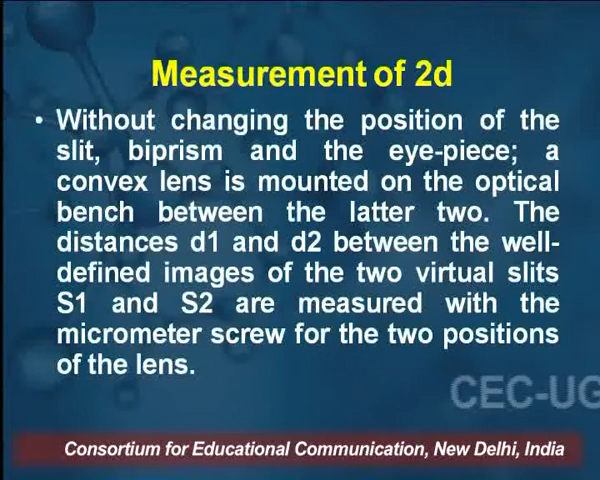 Measurement of 2d
• Without changing the position of the
slit, biprism and the eye-piece; a
convex lens is mounted on the optical
bench between the latter two. The
distances d1 and d2 between the well-
defined images of the two virtual slits
S1 and S2 are measured with the
micrometer screw for the two positions
of the lens.
CEC-UG
Consortium for Educational Communication, New Delhi, India